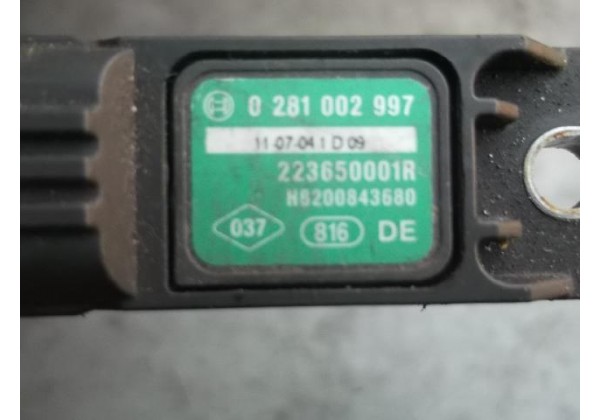 0 281 002 997
11-07-04 1 D 09
223650001R
H8200843680
037 816 DE